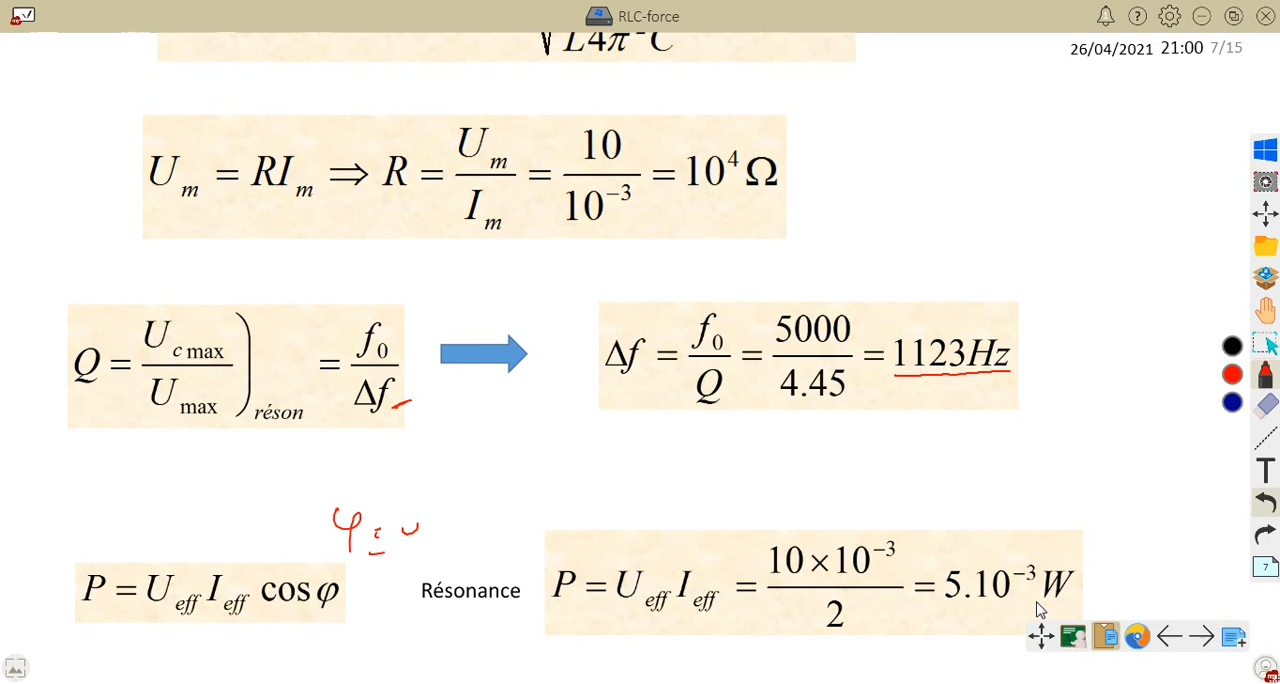 RLC-force
26/04/2021 21:00 7/15
√ L4π²C
U_m = RI_m ⇒ R = U_m / I_m = 10 / 10^-3 = 10^4 Ω
Q = U_c max / U_max )_réson = f_0 / Δf
Δf = f_0 / Q = 5000 / 4.45 = 1123Hz
φ =
P = U_eff I_eff cos φ
Résonance
P = U_eff I_eff = 10×10^-3 / 2 = 5.10^-3 W
7